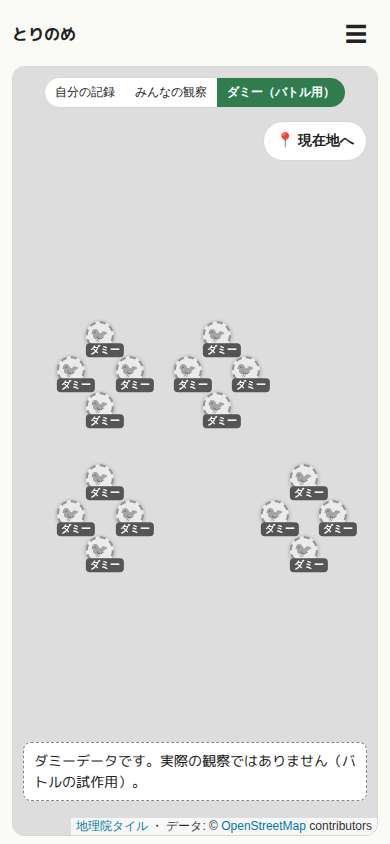 とりのめ
自分の記録 みんなの観察 ダミー（バトル用）
📍 現在地へ
ダミー ダミー
ダミー ダミー ダミー ダミー
ダミー ダミー
ダミー ダミー
ダミー ダミー ダミー ダミー
ダミー ダミー
ダミーデータです。実際の観察ではありません（バ
トルの試作用）。
地理院タイル ・ データ: © OpenStreetMap contributors